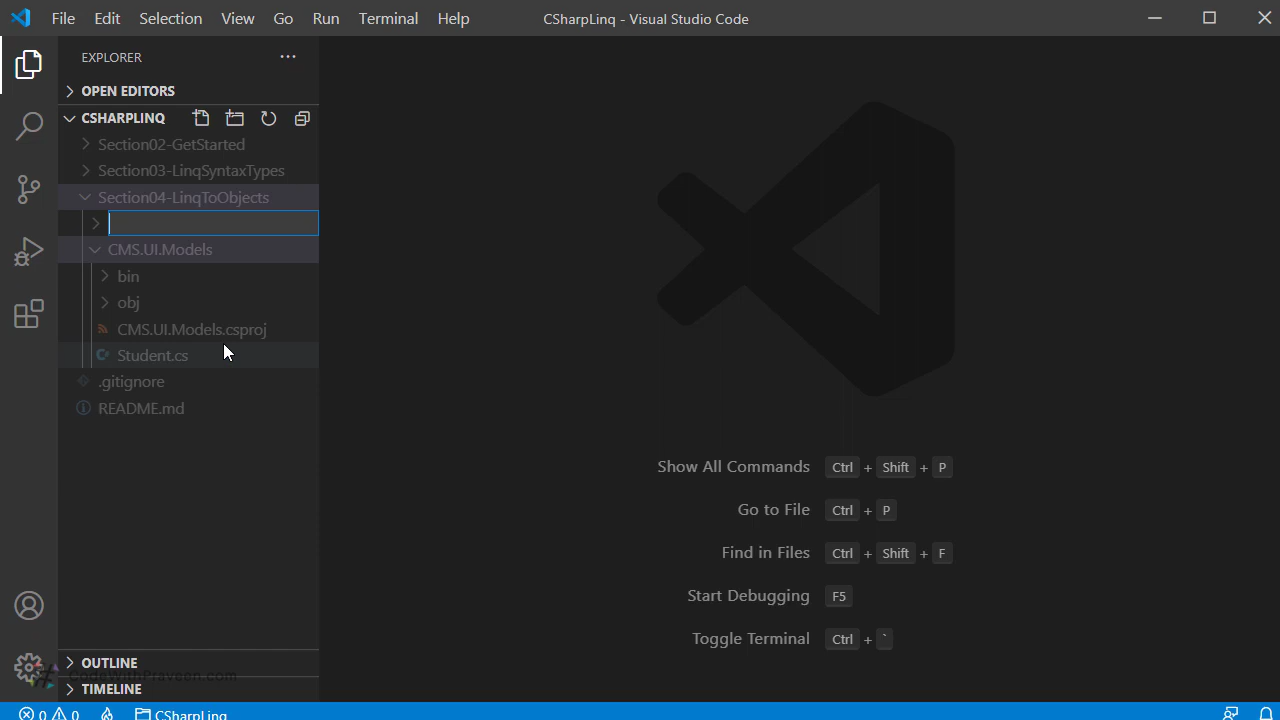 File Edit Selection View Go Run Terminal Help CSharpLinq - Visual Studio Code
EXPLORER
OPEN EDITORS
CSHARPLINQ
Section02-GetStarted
Section03-LinqSyntaxTypes
Section04-LinqToObjects
CMS.UI.Models
bin
obj
CMS.UI.Models.csproj
Student.cs
.gitignore
README.md
Show All Commands Ctrl + Shift + P
Go to File Ctrl + P
Find in Files Ctrl + Shift + F
Start Debugging F5
Toggle Terminal Ctrl + `
OUTLINE
CodeWithPraveen.com
TIMELINE
0 0 CSharpLinq